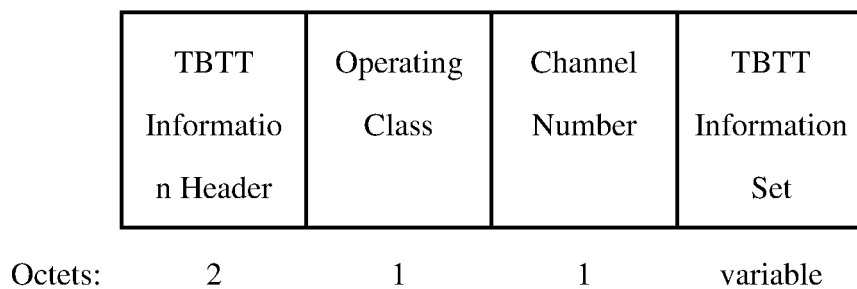 TBTT Operating Channel TBTT
Informatio Class Number Information
n Header Set
Octets: 2 1 1 variable